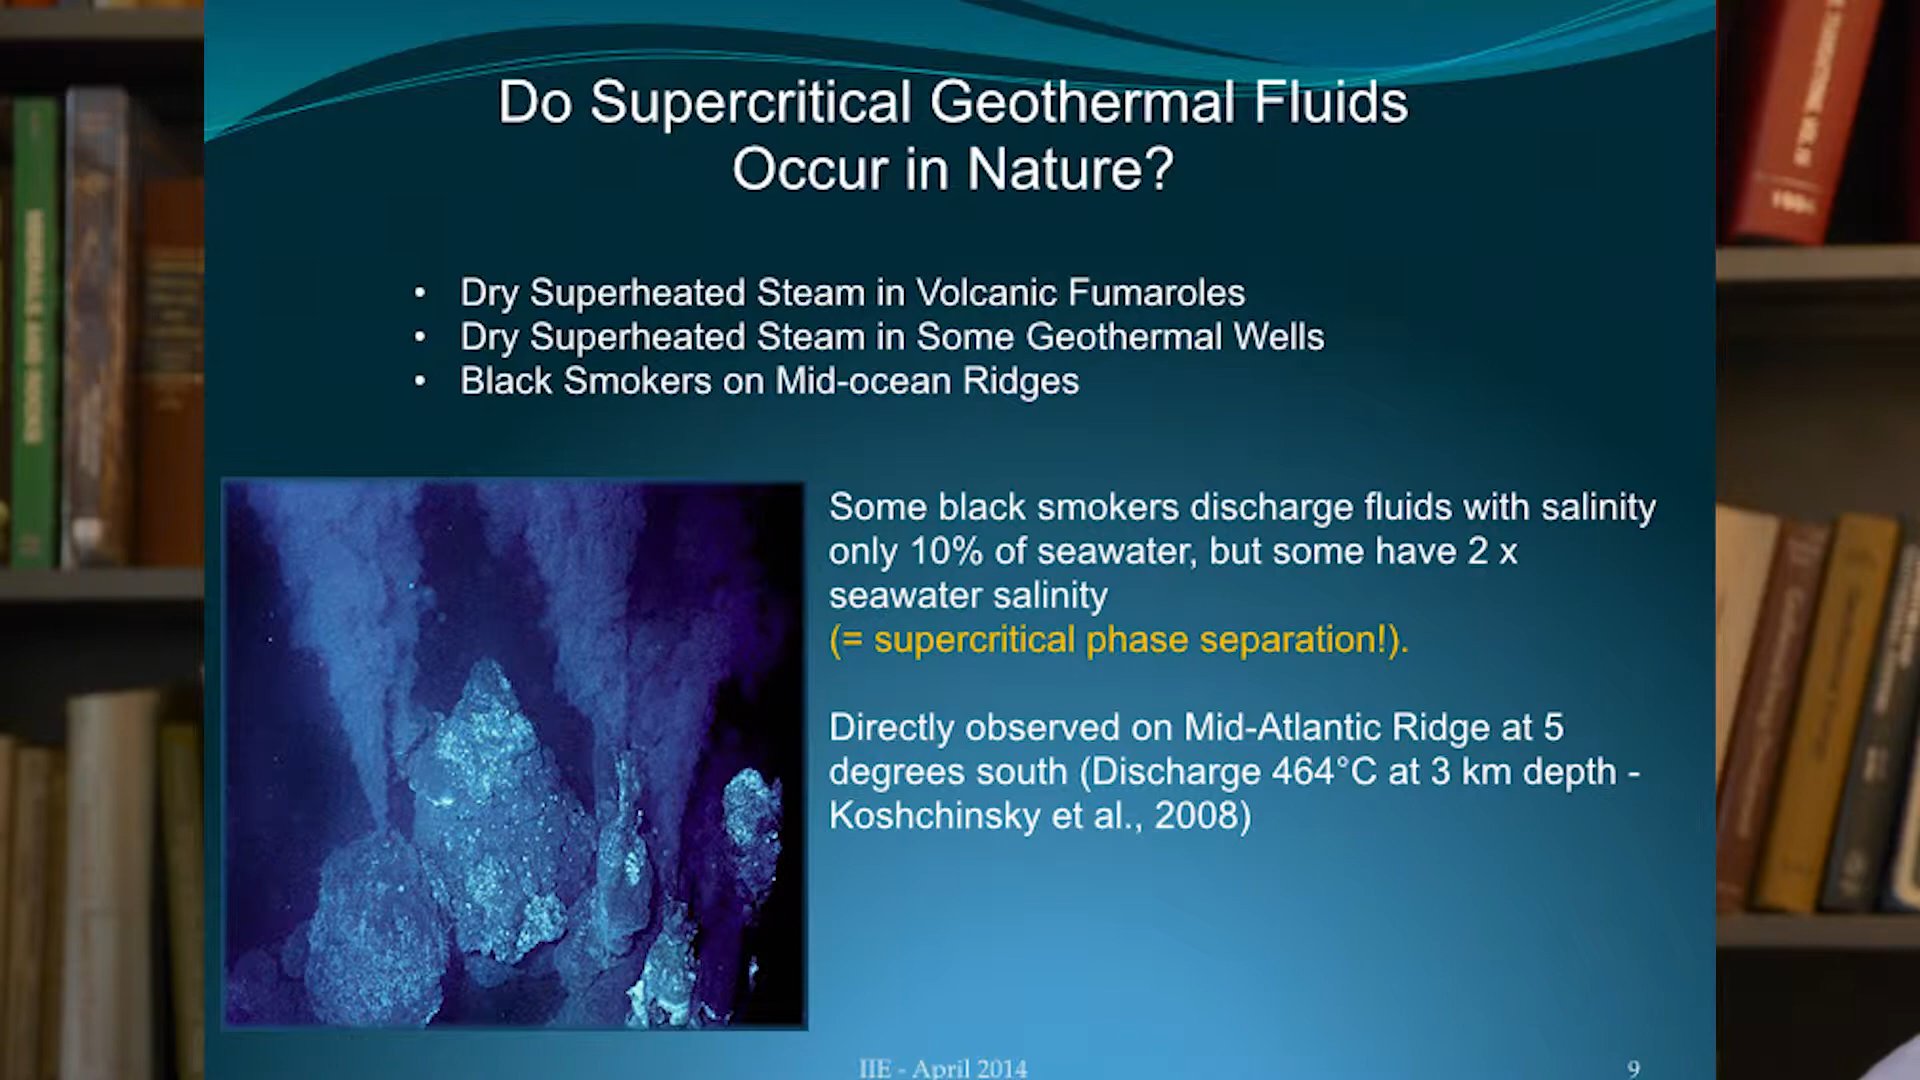 Do Supercritical Geothermal Fluids
Occur in Nature?
• Dry Superheated Steam in Volcanic Fumaroles
• Dry Superheated Steam in Some Geothermal Wells
• Black Smokers on Mid-ocean Ridges
Some black smokers discharge fluids with salinity
only 10% of seawater, but some have 2 x
seawater salinity
(= supercritical phase separation!).
Directly observed on Mid-Atlantic Ridge at 5
degrees south (Discharge 464°C at 3 km depth -
Koshchinsky et al., 2008)
IIE - April 2014
9